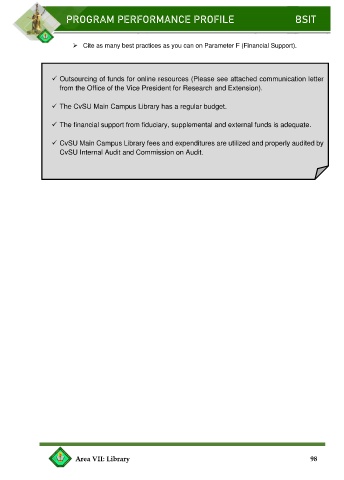 PROGRAM PERFORMANCE PROFILE BSIT
➢ Cite as many best practices as you can on Parameter F (Financial Support).
✓ Outsourcing of funds for online resources (Please see attached communication letter
from the Office of the Vice President for Research and Extension).
✓ The CvSU Main Campus Library has a regular budget.
✓ The financial support from fiduciary, supplemental and external funds is adequate.
✓ CvSU Main Campus Library fees and expenditures are utilized and properly audited by
CvSU Internal Audit and Commission on Audit.
Area VII: Library 98